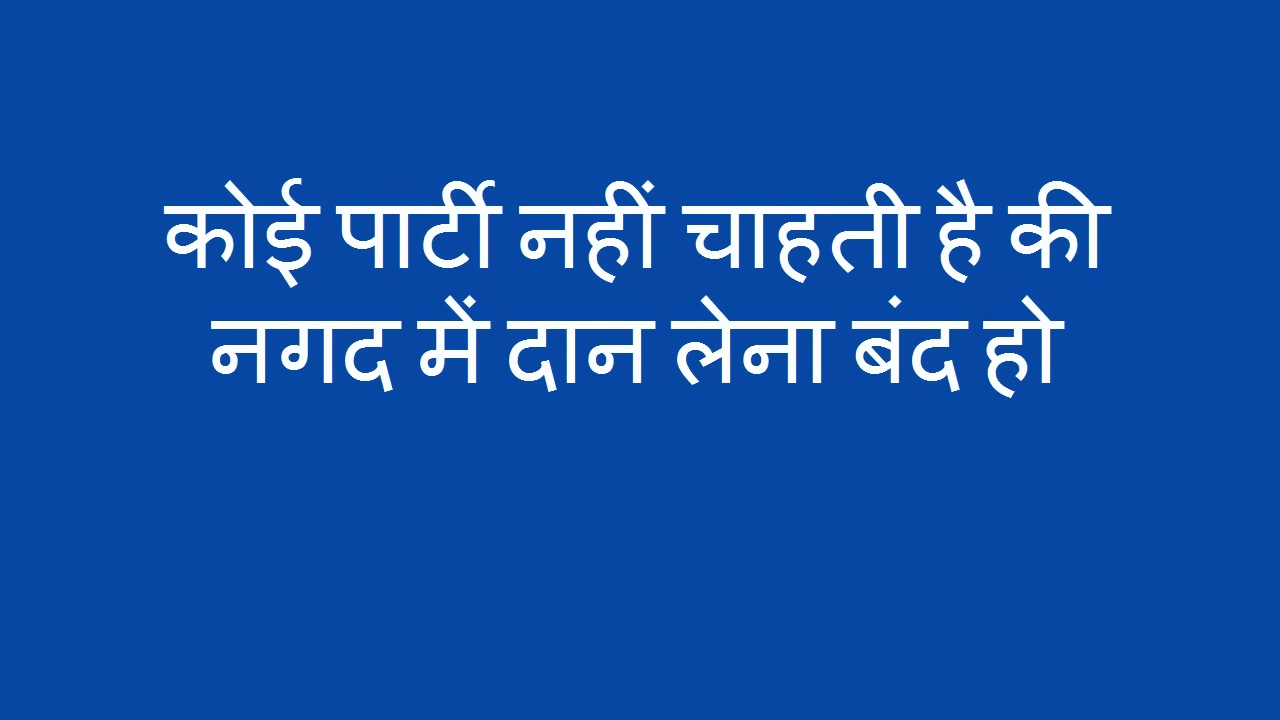 कोई पार्टी नहीं चाहती है की
नगद में दान लेना बंद हो